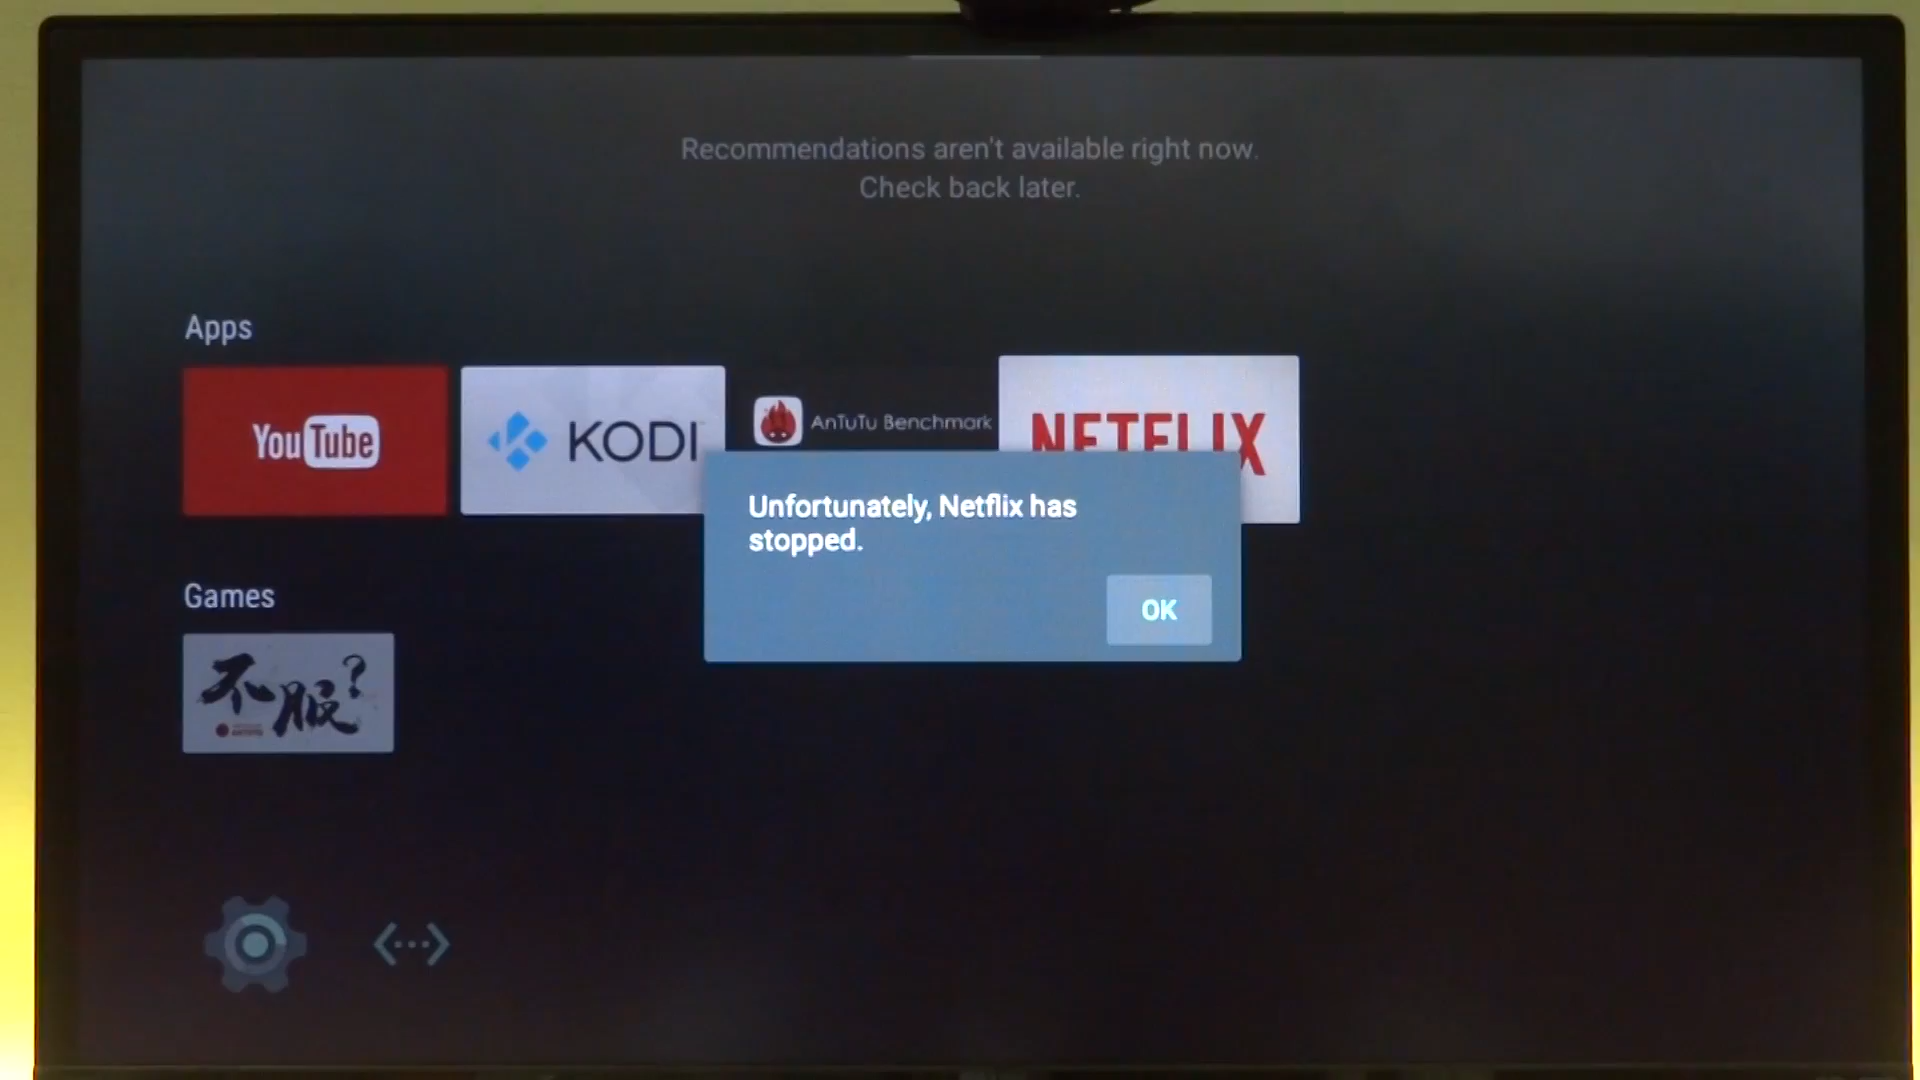 Recommendations aren't available right now.
Check back later.
Apps
YouTube
KODI
AnTuTu Benchmark
NETFLIX
Unfortunately, Netflix has
stopped.
OK
Games
不服?